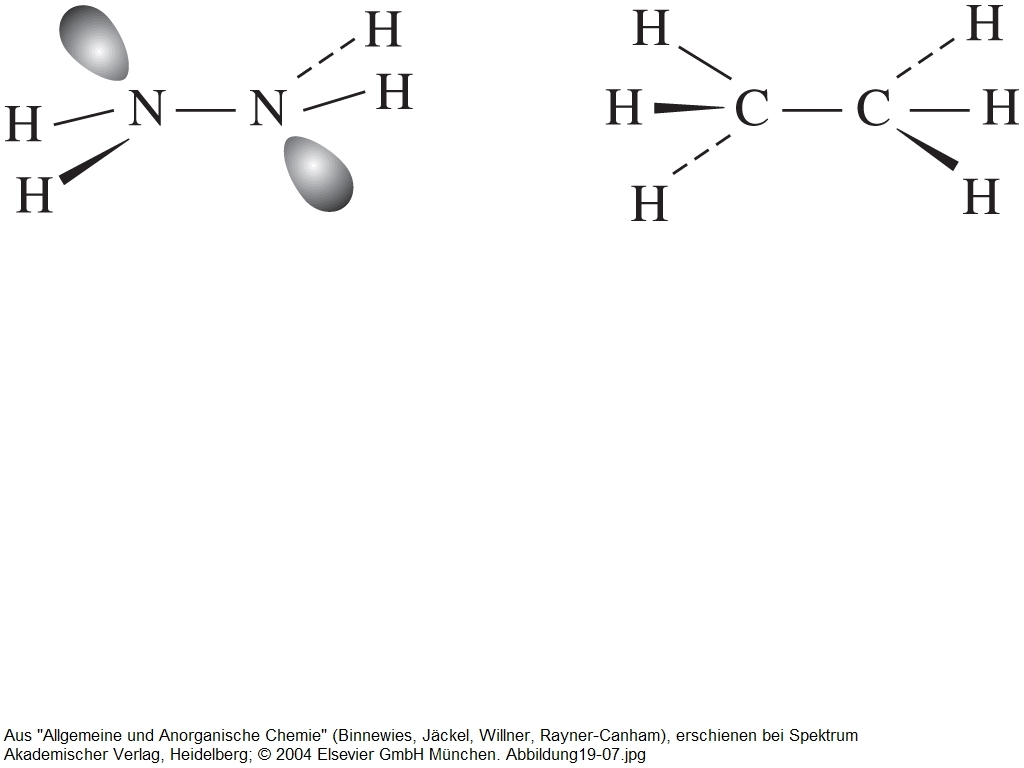 H H
H H
H N N H H C C H
H H H
Aus "Allgemeine und Anorganische Chemie" (Binnewies, Jäckel, Willner, Rayner-Canham), erschienen bei Spektrum
Akademischer Verlag, Heidelberg; © 2004 Elsevier GmbH München. Abbildung19-07.jpg